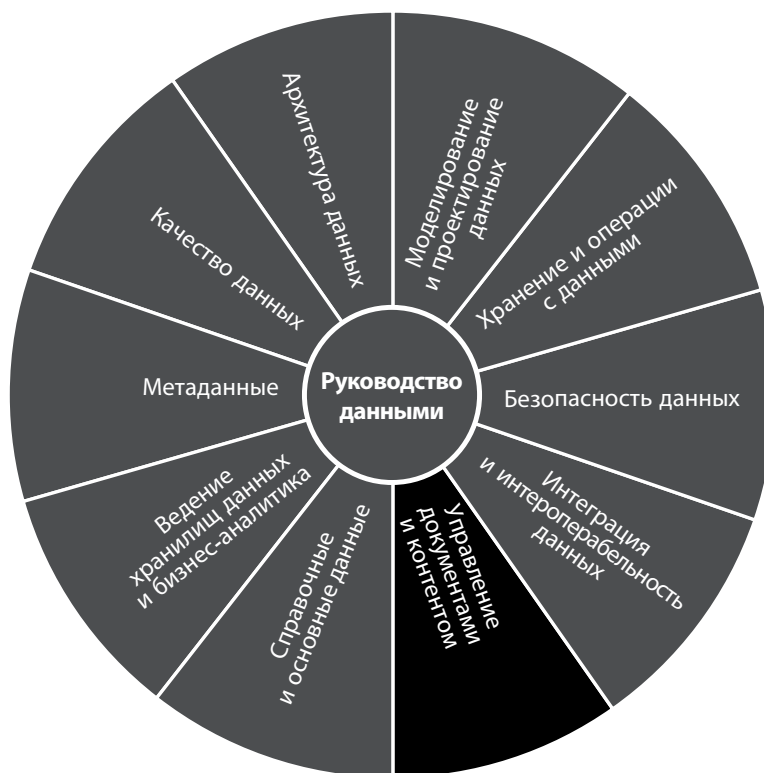 Архитектура данных
Моделирование
и проектирование
данных
Хранение и операции
с данными
Безопасность данных
Интеграция
и интероперабельность
данных
Управление
документами
и контентом
Справочные
и основные данные
Ведение
хранилищ данных
и бизнес-аналитика
Метаданные
Качество данных
Руководство
данными